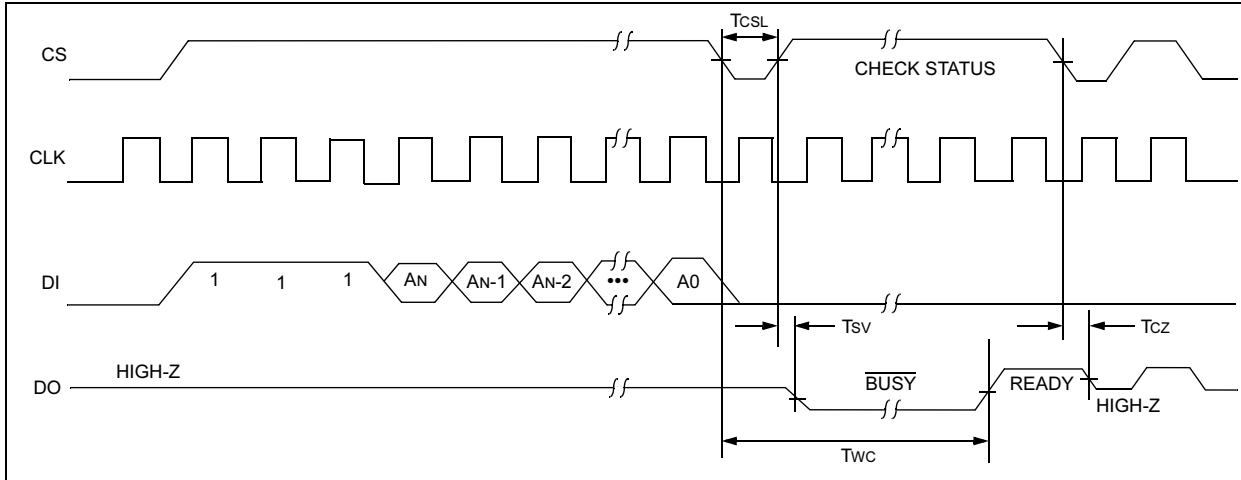 TCSL
CS
CHECK STATUS
CLK
DI
1 1 1 AN AN-1 AN-2 ••• A0
TSV
TCZ
DO
HIGH-Z
BUSY
READY
HIGH-Z
TWC